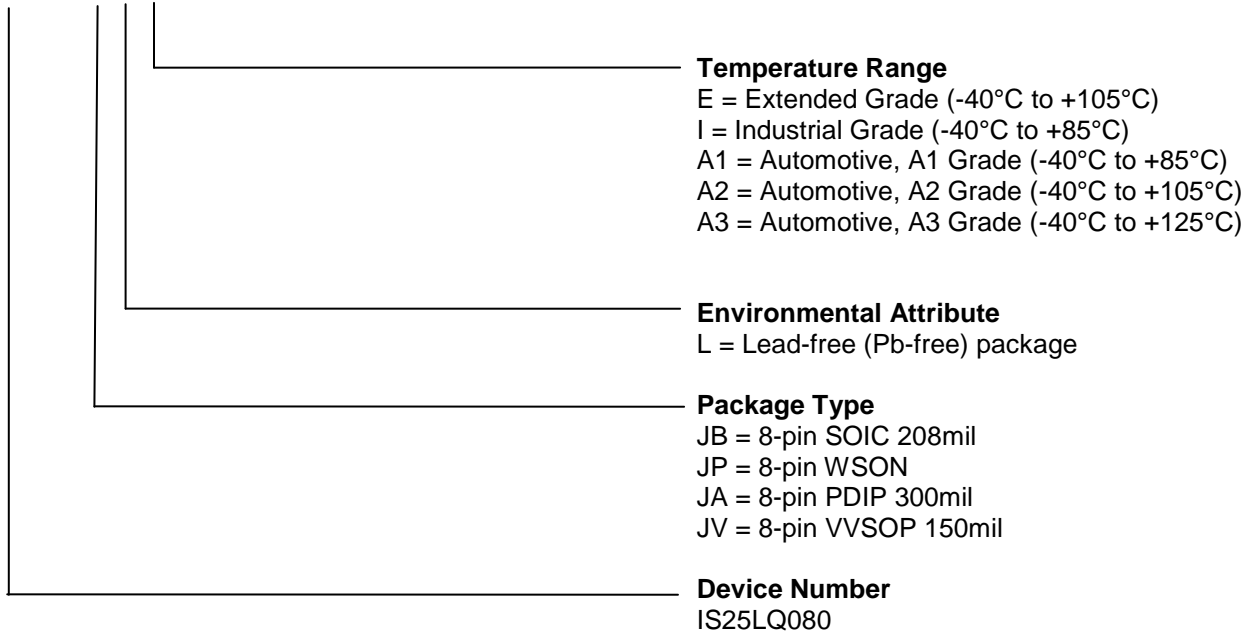 Temperature Range
E = Extended Grade (-40°C to +105°C)
I = Industrial Grade (-40°C to +85°C)
A1 = Automotive, A1 Grade (-40°C to +85°C)
A2 = Automotive, A2 Grade (-40°C to +105°C)
A3 = Automotive, A3 Grade (-40°C to +125°C)
Environmental Attribute
L = Lead-free (Pb-free) package
Package Type
JB = 8-pin SOIC 208mil
JP = 8-pin WSON
JA = 8-pin PDIP 300mil
JV = 8-pin VVSOP 150mil
Device Number
IS25LQ080